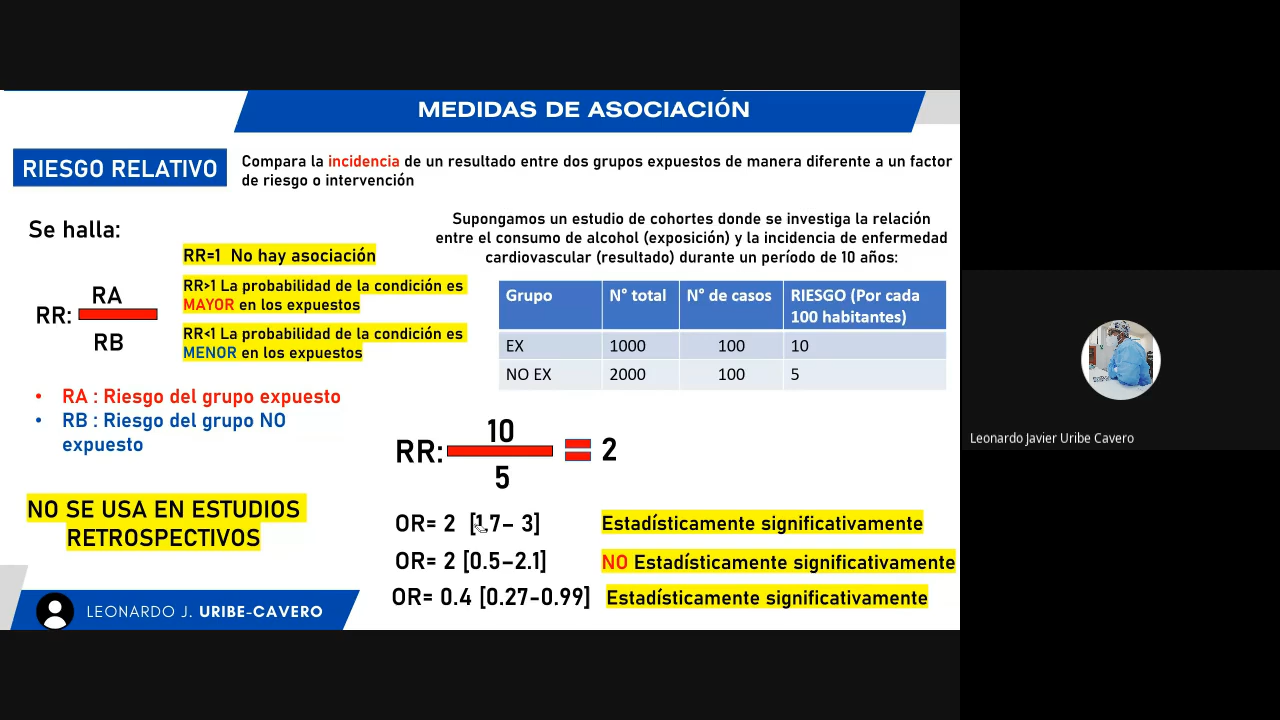 MEDIDAS DE ASOCIACIÓN
RIESGO RELATIVO
Compara la incidencia de un resultado entre dos grupos expuestos de manera diferente a un factor
de riesgo o intervención
Se halla:
RR:
RA
RB
RR=1 No hay asociación
RR>1 La probabilidad de la condición es
MAYOR en los expuestos
RR<1 La probabilidad de la condición es
MENOR en los expuestos
• RA : Riesgo del grupo expuesto
• RB : Riesgo del grupo NO
expuesto
NO SE USA EN ESTUDIOS
RETROSPECTIVOS
Supongamos un estudio de cohortes donde se investiga la relación
entre el consumo de alcohol (exposición) y la incidencia de enfermedad
cardiovascular (resultado) durante un período de 10 años:
Grupo N° total N° de casos RIESGO (Por cada
100 habitantes)
EX 1000 100 10
NO EX 2000 100 5
RR:
10
5
2
OR= 2 [1.7– 3] Estadísticamente significativamente
OR= 2 [0.5–2.1] NO Estadísticamente significativamente
OR= 0.4 [0.27-0.99] Estadísticamente significativamente
LEONARDO J. URIBE-CAVERO
Leonardo Javier Uribe Cavero